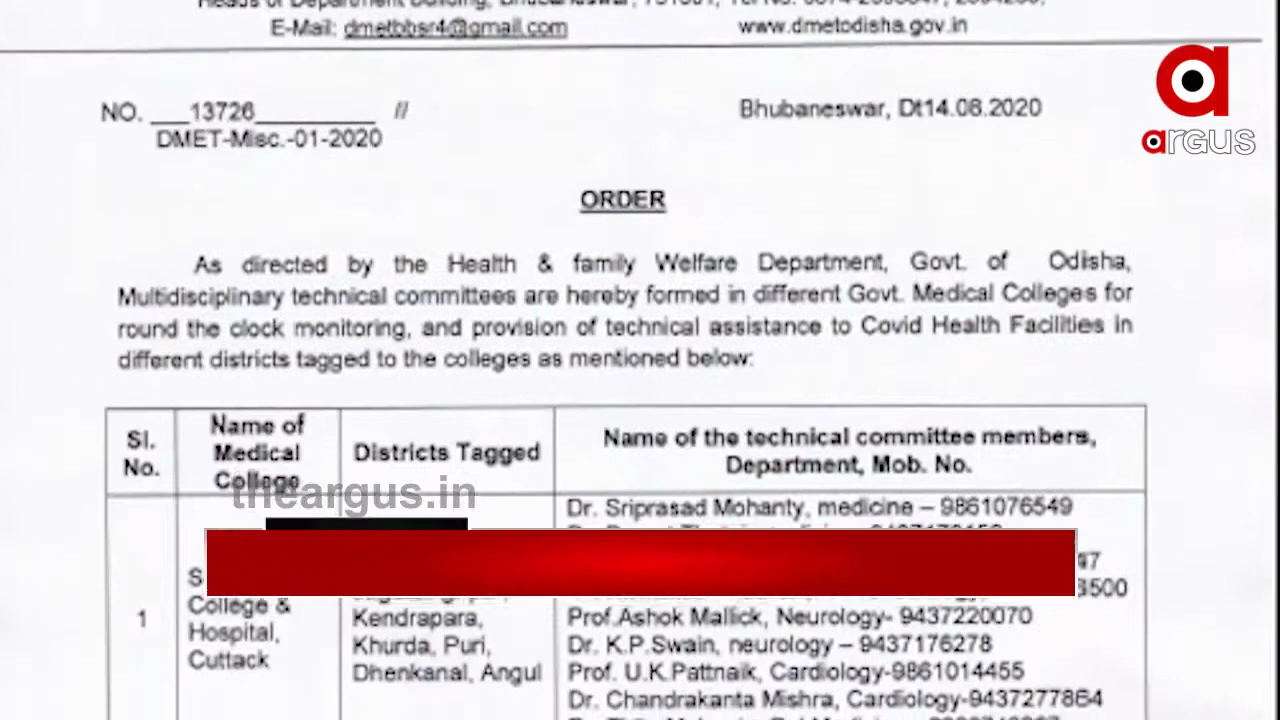 E-Mail: dmetbbsr4@gmail.com www.dmetodisha.gov.in
argus
NO. 13726 //
DMET-Misc.-01-2020
Bhubaneswar, Dt14.08.2020
ORDER
As directed by the Health & family Welfare Department, Govt. of Odisha,
Multidisciplinary technical committees are hereby formed in different Govt. Medical Colleges for
round the clock monitoring, and provision of technical assistance to Covid Health Facilities in
different districts tagged to the colleges as mentioned below:
Sl.
No.
Name of
Medical
College
Districts Tagged
Name of the technical committee members,
Department, Mob. No.
theargus.in
1
College &
Hospital,
Cuttack
Kendrapara,
Khurda, Puri,
Dhenkanal, Angul
Dr. Sriprasad Mohanty, medicine – 9861076549
Prof.Ashok Mallick, Neurology- 9437220070
Dr. K.P.Swain, neurology – 9437176278
Prof. U.K.Pattnaik, Cardiology-9861014455
Dr. Chandrakanta Mishra, Cardiology-9437277864